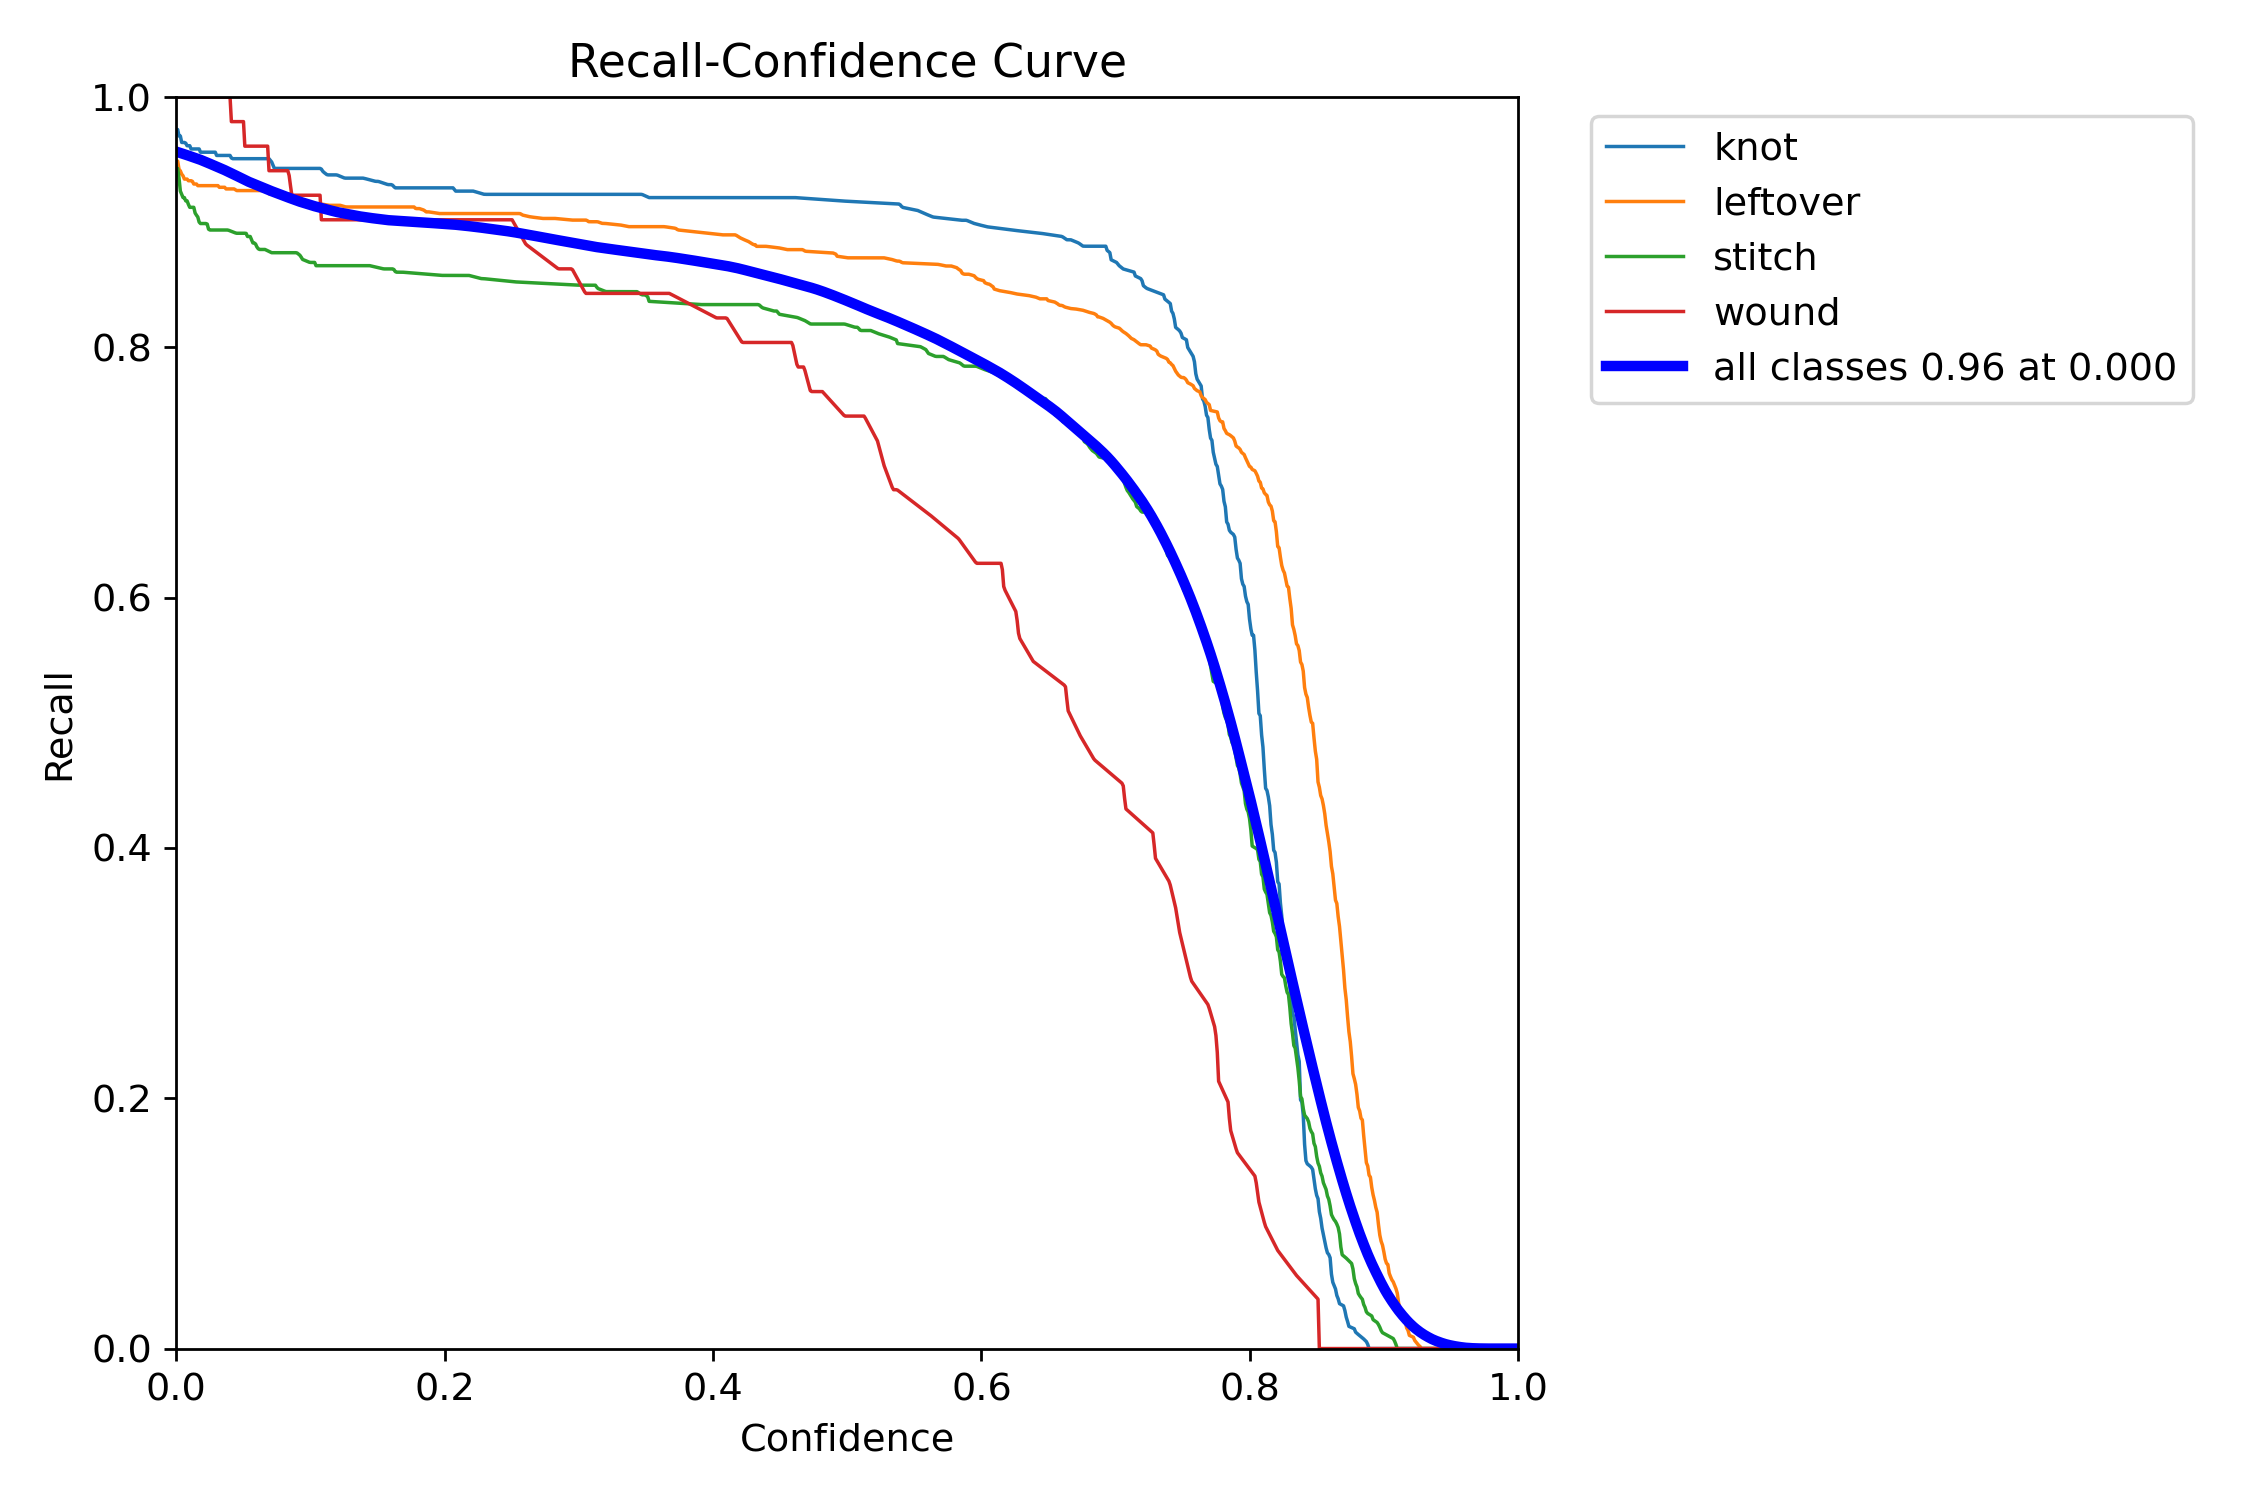 Recall-Confidence Curve
1.0
0.8
0.6
0.4
0.2
0.0
Recall
0.0 0.2 0.4 0.6 0.8 1.0
Confidence
knot
leftover
stitch
wound
all classes 0.96 at 0.000